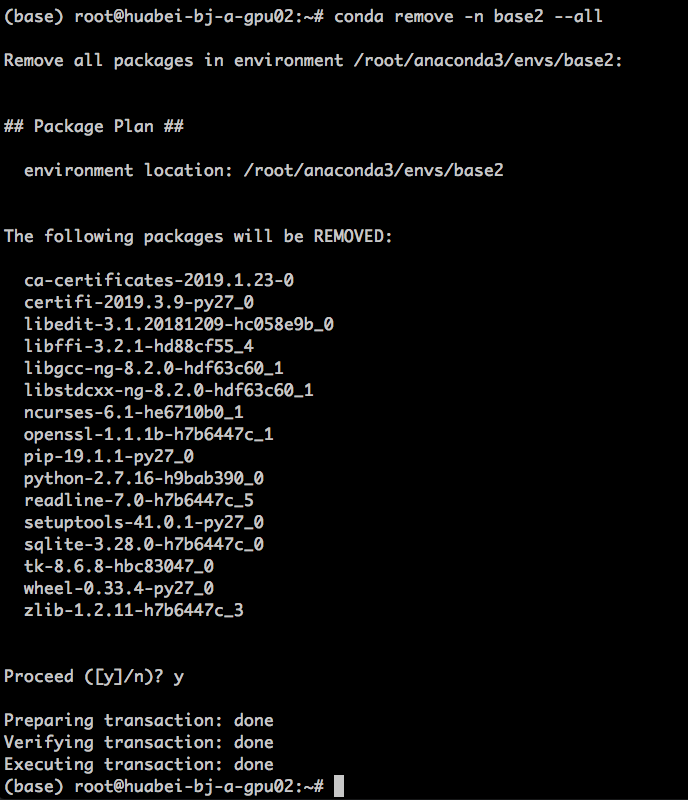 (base) root@huabei-bj-a-gpu02:~# conda remove -n base2 --all
Remove all packages in environment /root/anaconda3/envs/base2:
## Package Plan ##
environment location: /root/anaconda3/envs/base2
The following packages will be REMOVED:
ca-certificates-2019.1.23-0
certifi-2019.3.9-py27_0
libedit-3.1.20181209-hc058e9b_0
libffi-3.2.1-hd88cf55_4
libgcc-ng-8.2.0-hdf63c60_1
libstdcxx-ng-8.2.0-hdf63c60_1
ncurses-6.1-he6710b0_1
openssl-1.1.1b-h7b6447c_1
pip-19.1.1-py27_0
python-2.7.16-h9bab390_0
readline-7.0-h7b6447c_5
setuptools-41.0.1-py27_0
sqlite-3.28.0-h7b6447c_0
tk-8.6.8-hbc83047_0
wheel-0.33.4-py27_0
zlib-1.2.11-h7b6447c_3
Proceed ([y]/n)? y
Preparing transaction: done
Verifying transaction: done
Executing transaction: done
(base) root@huabei-bj-a-gpu02:~#